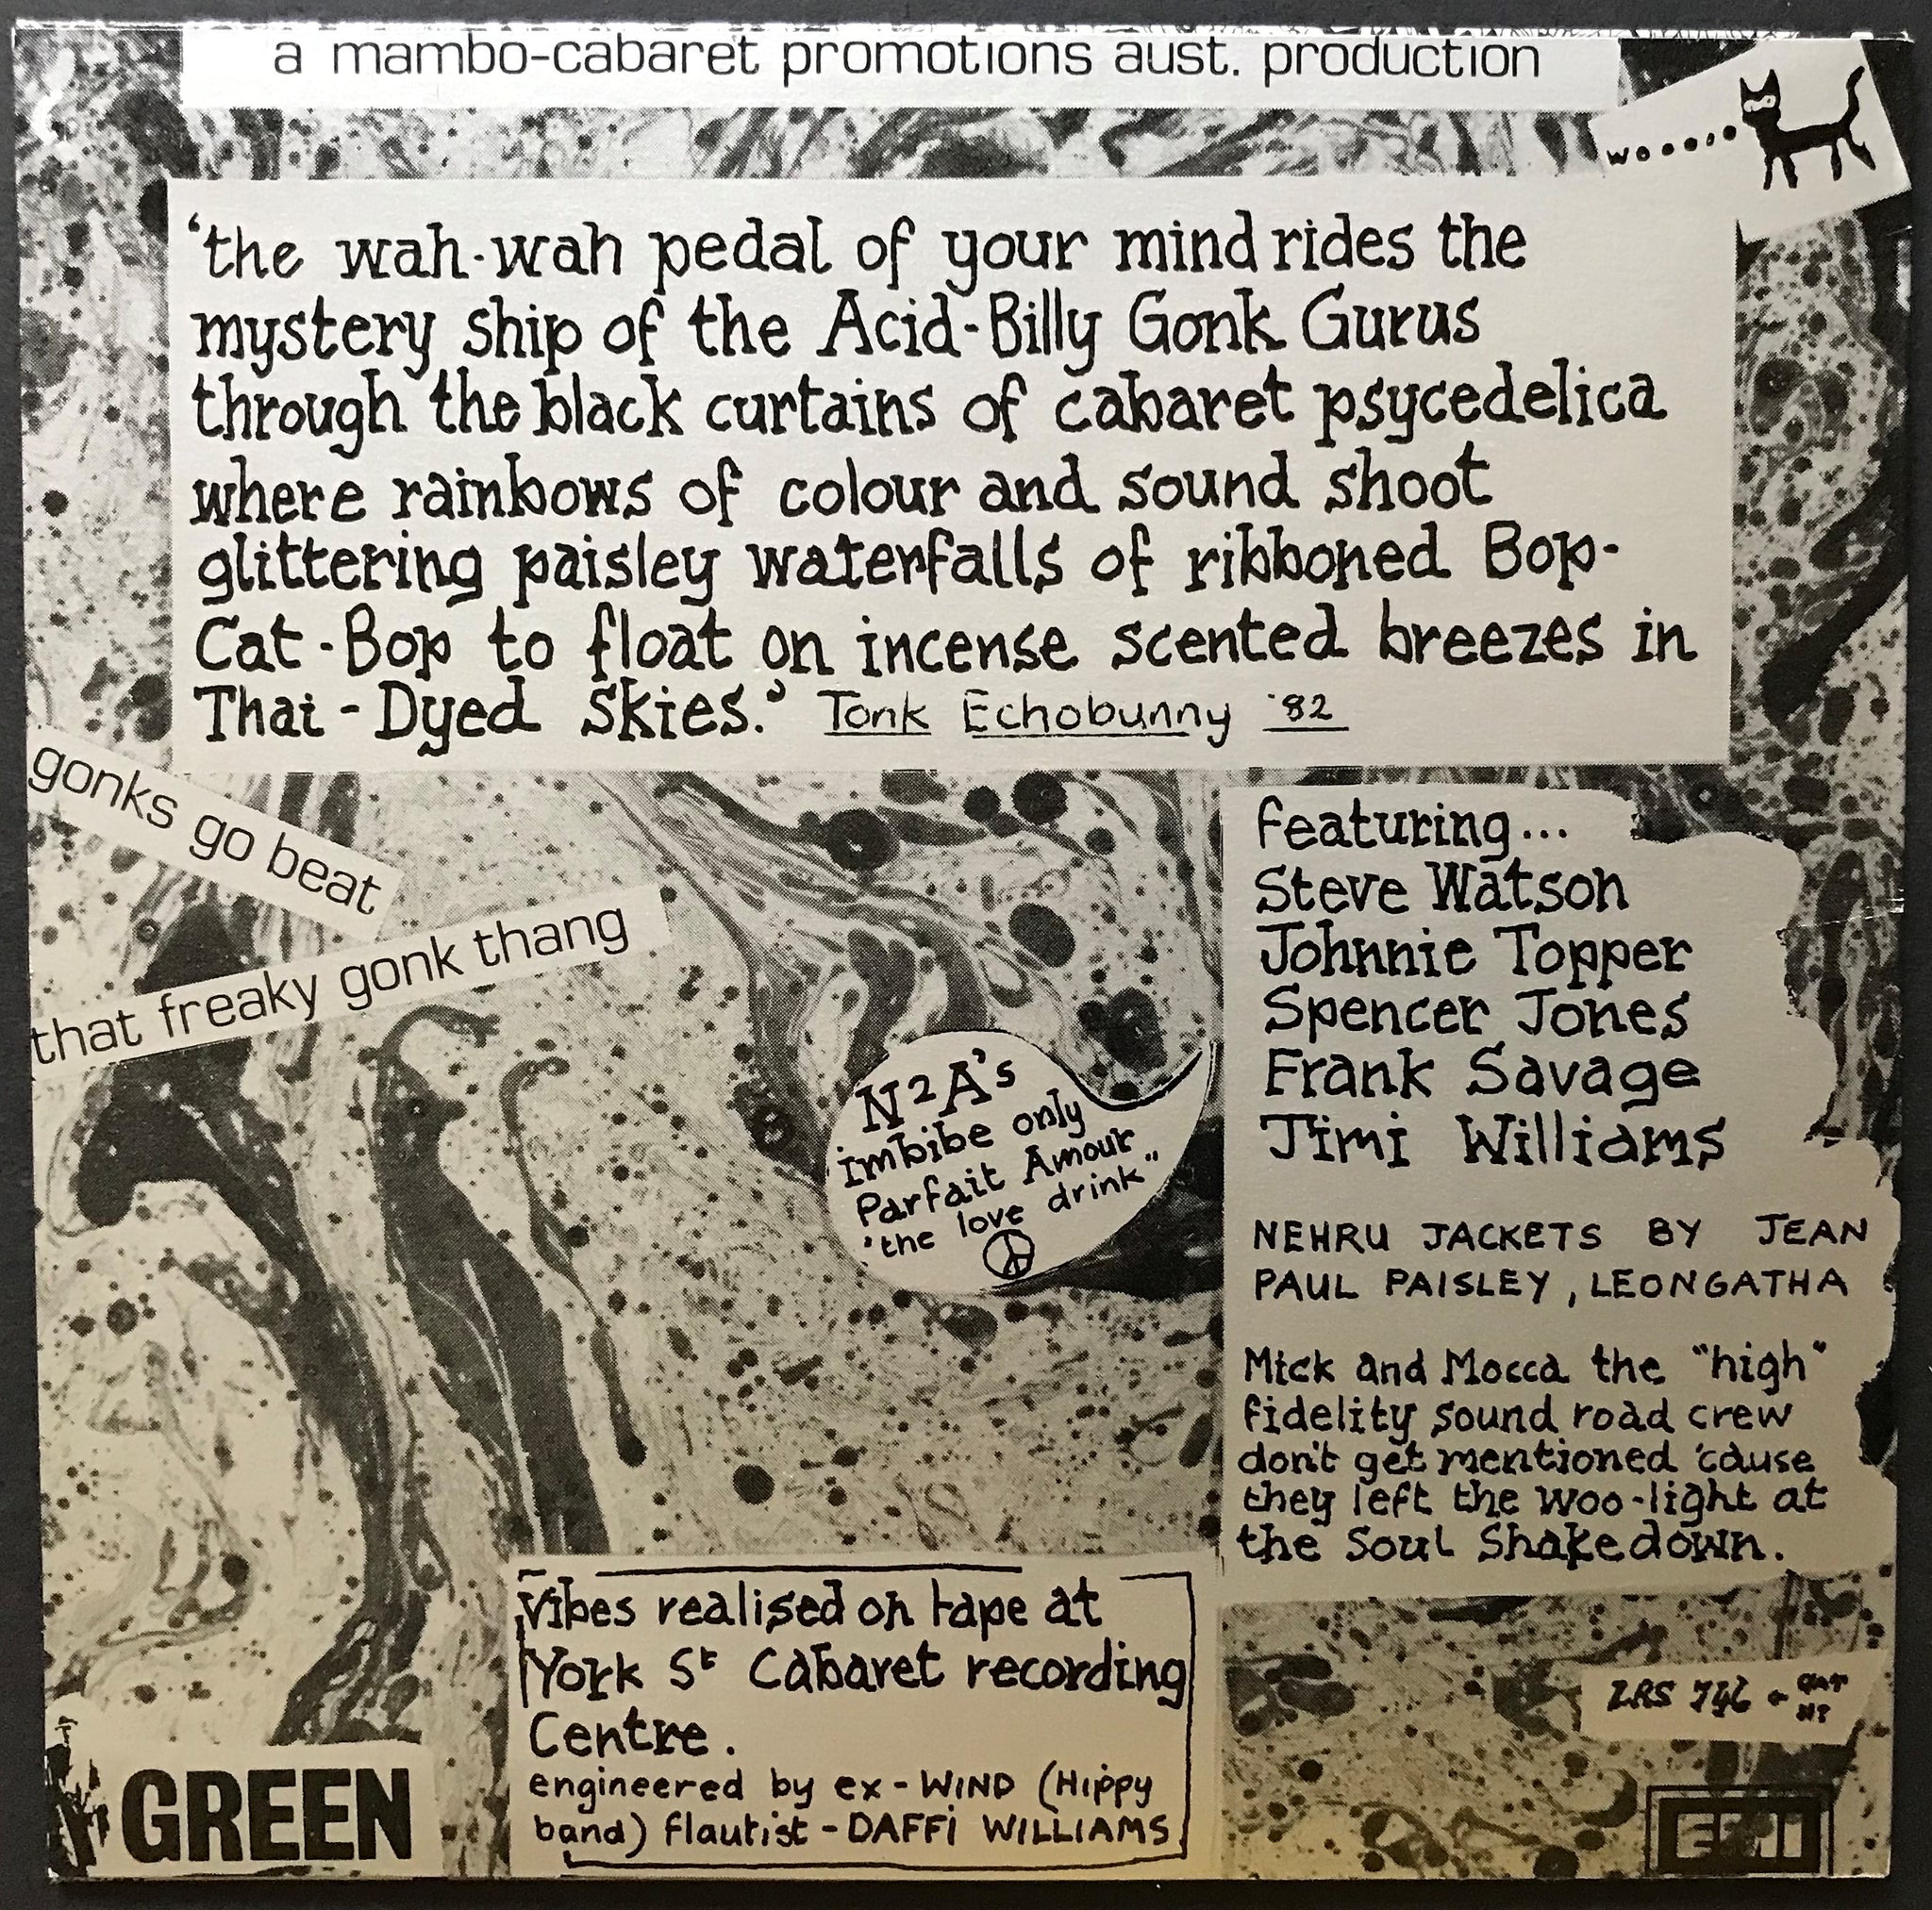 a mambo-cabaret promotions aust. production
wooooo
'the wah-wah pedal of your mind rides the
mystery ship of the Acid-Billy Gonk Gurus
through the black curtains of cabaret psycedelica
where rainbows of colour and sound shoot
glittering paisley waterfalls of ribboned Bop-
Cat-Bop to float on incense scented breezes in
Thai-Dyed Skies.' Tonk Echobunny '82
gonks go beat
that freaky gonk thang
N2A's
imbibe only
Parfait Amour
'the love drink"
featuring...
Steve Watson
Johnnie Topper
Spencer Jones
Frank Savage
Jimi Williams
NEHRU JACKETS BY JEAN
PAUL PAISLEY, LEONGATHA
Mick and Mocca the "high"
fidelity sound road crew
don't get mentioned 'cause
they left the woo-light at
the Soul Shakedown.
Vibes realised on tape at
York St Cabaret recording
Centre.
engineered by ex-WIND (Hippy
band) flautist - DAFFI WILLIAMS
GREEN
LRS 746
EMI